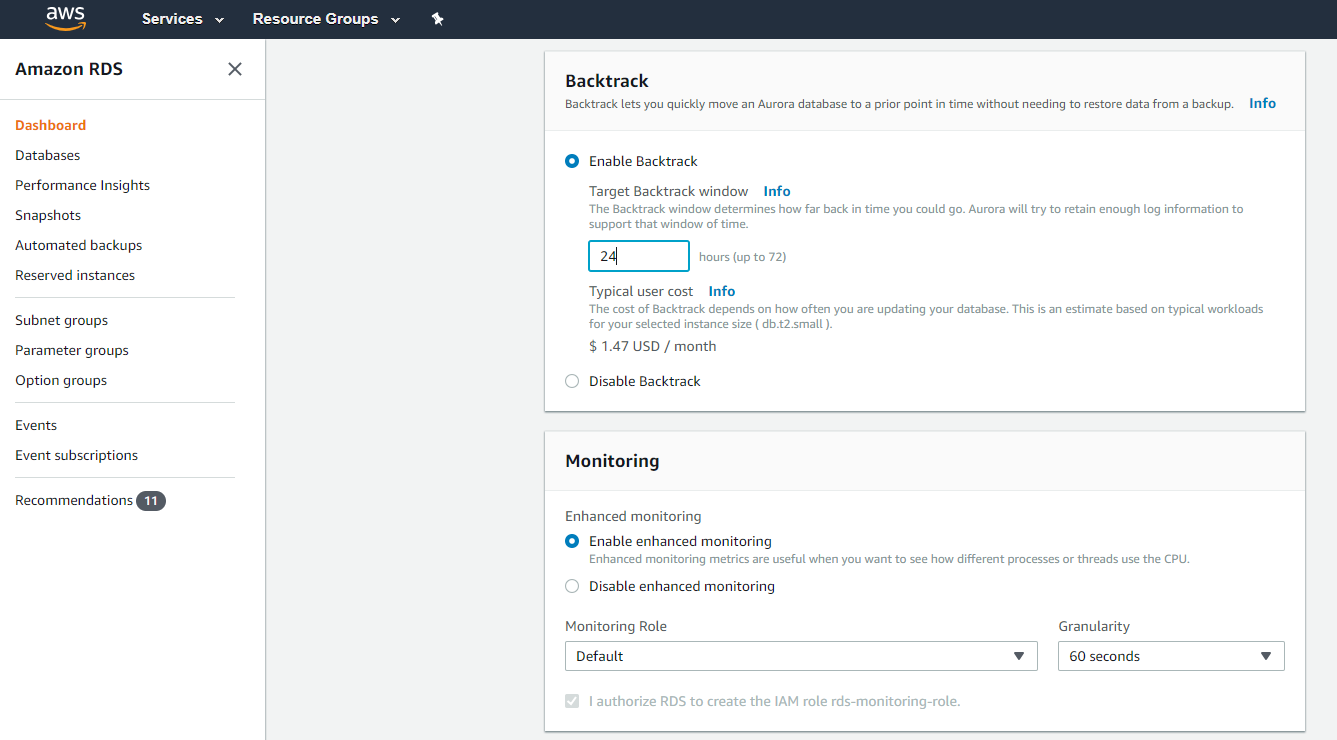 aws
Services
Resource Groups
Amazon RDS
Dashboard
Databases
Performance Insights
Snapshots
Automated backups
Reserved instances
Subnet groups
Parameter groups
Option groups
Events
Event subscriptions
Recommendations 11
Backtrack
Backtrack lets you quickly move an Aurora database to a prior point in time without needing to restore data from a backup. Info
Enable Backtrack
Target Backtrack window Info
The Backtrack window determines how far back in time you could go. Aurora will try to retain enough log information to
support that window of time.
24 hours (up to 72)
Typical user cost Info
The cost of Backtrack depends on how often you are updating your database. This is an estimate based on typical workloads
for your selected instance size ( db.t2.small ).
$ 1.47 USD / month
Disable Backtrack
Monitoring
Enhanced monitoring
Enable enhanced monitoring
Enhanced monitoring metrics are useful when you want to see how different processes or threads use the CPU.
Disable enhanced monitoring
Monitoring Role
Default
Granularity
60 seconds
I authorize RDS to create the IAM role rds-monitoring-role.